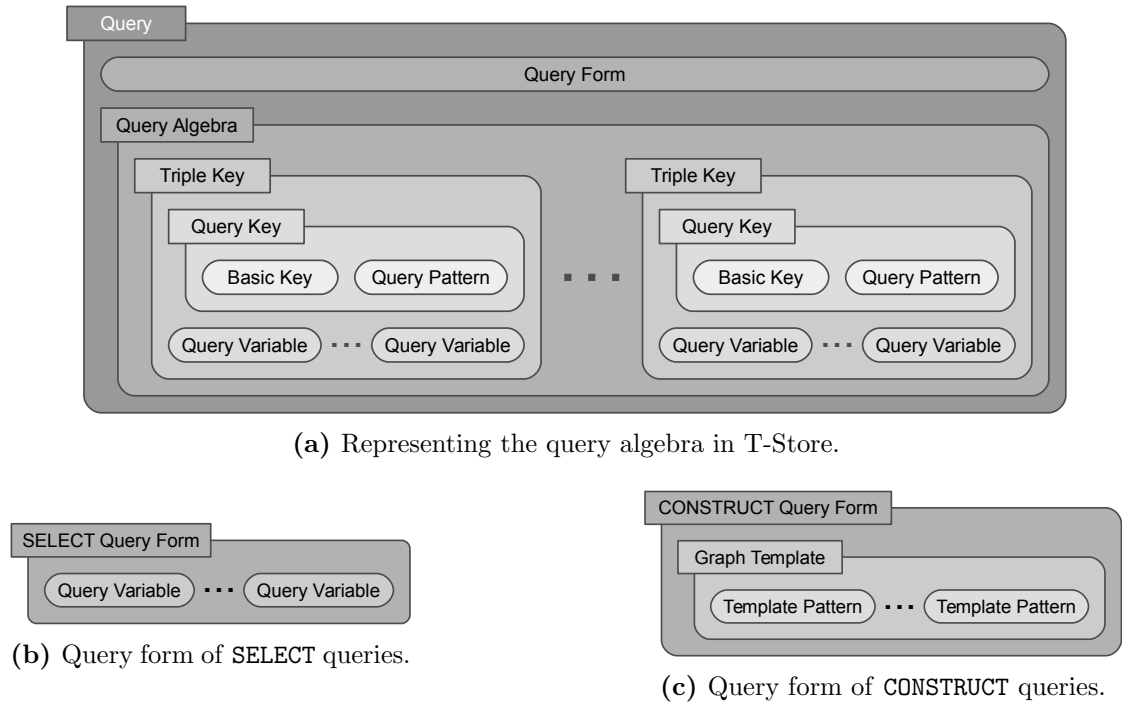 Query
Query Form
Query Algebra
Triple Key Triple Key
Query Key Query Key
Basic Key Query Pattern ... Basic Key Query Pattern
Query Variable ... Query Variable Query Variable ... Query Variable
(a) Representing the query algebra in T-Store.
SELECT Query Form
Query Variable ... Query Variable
(b) Query form of SELECT queries.
CONSTRUCT Query Form
Graph Template
Template Pattern ... Template Pattern
(c) Query form of CONSTRUCT queries.